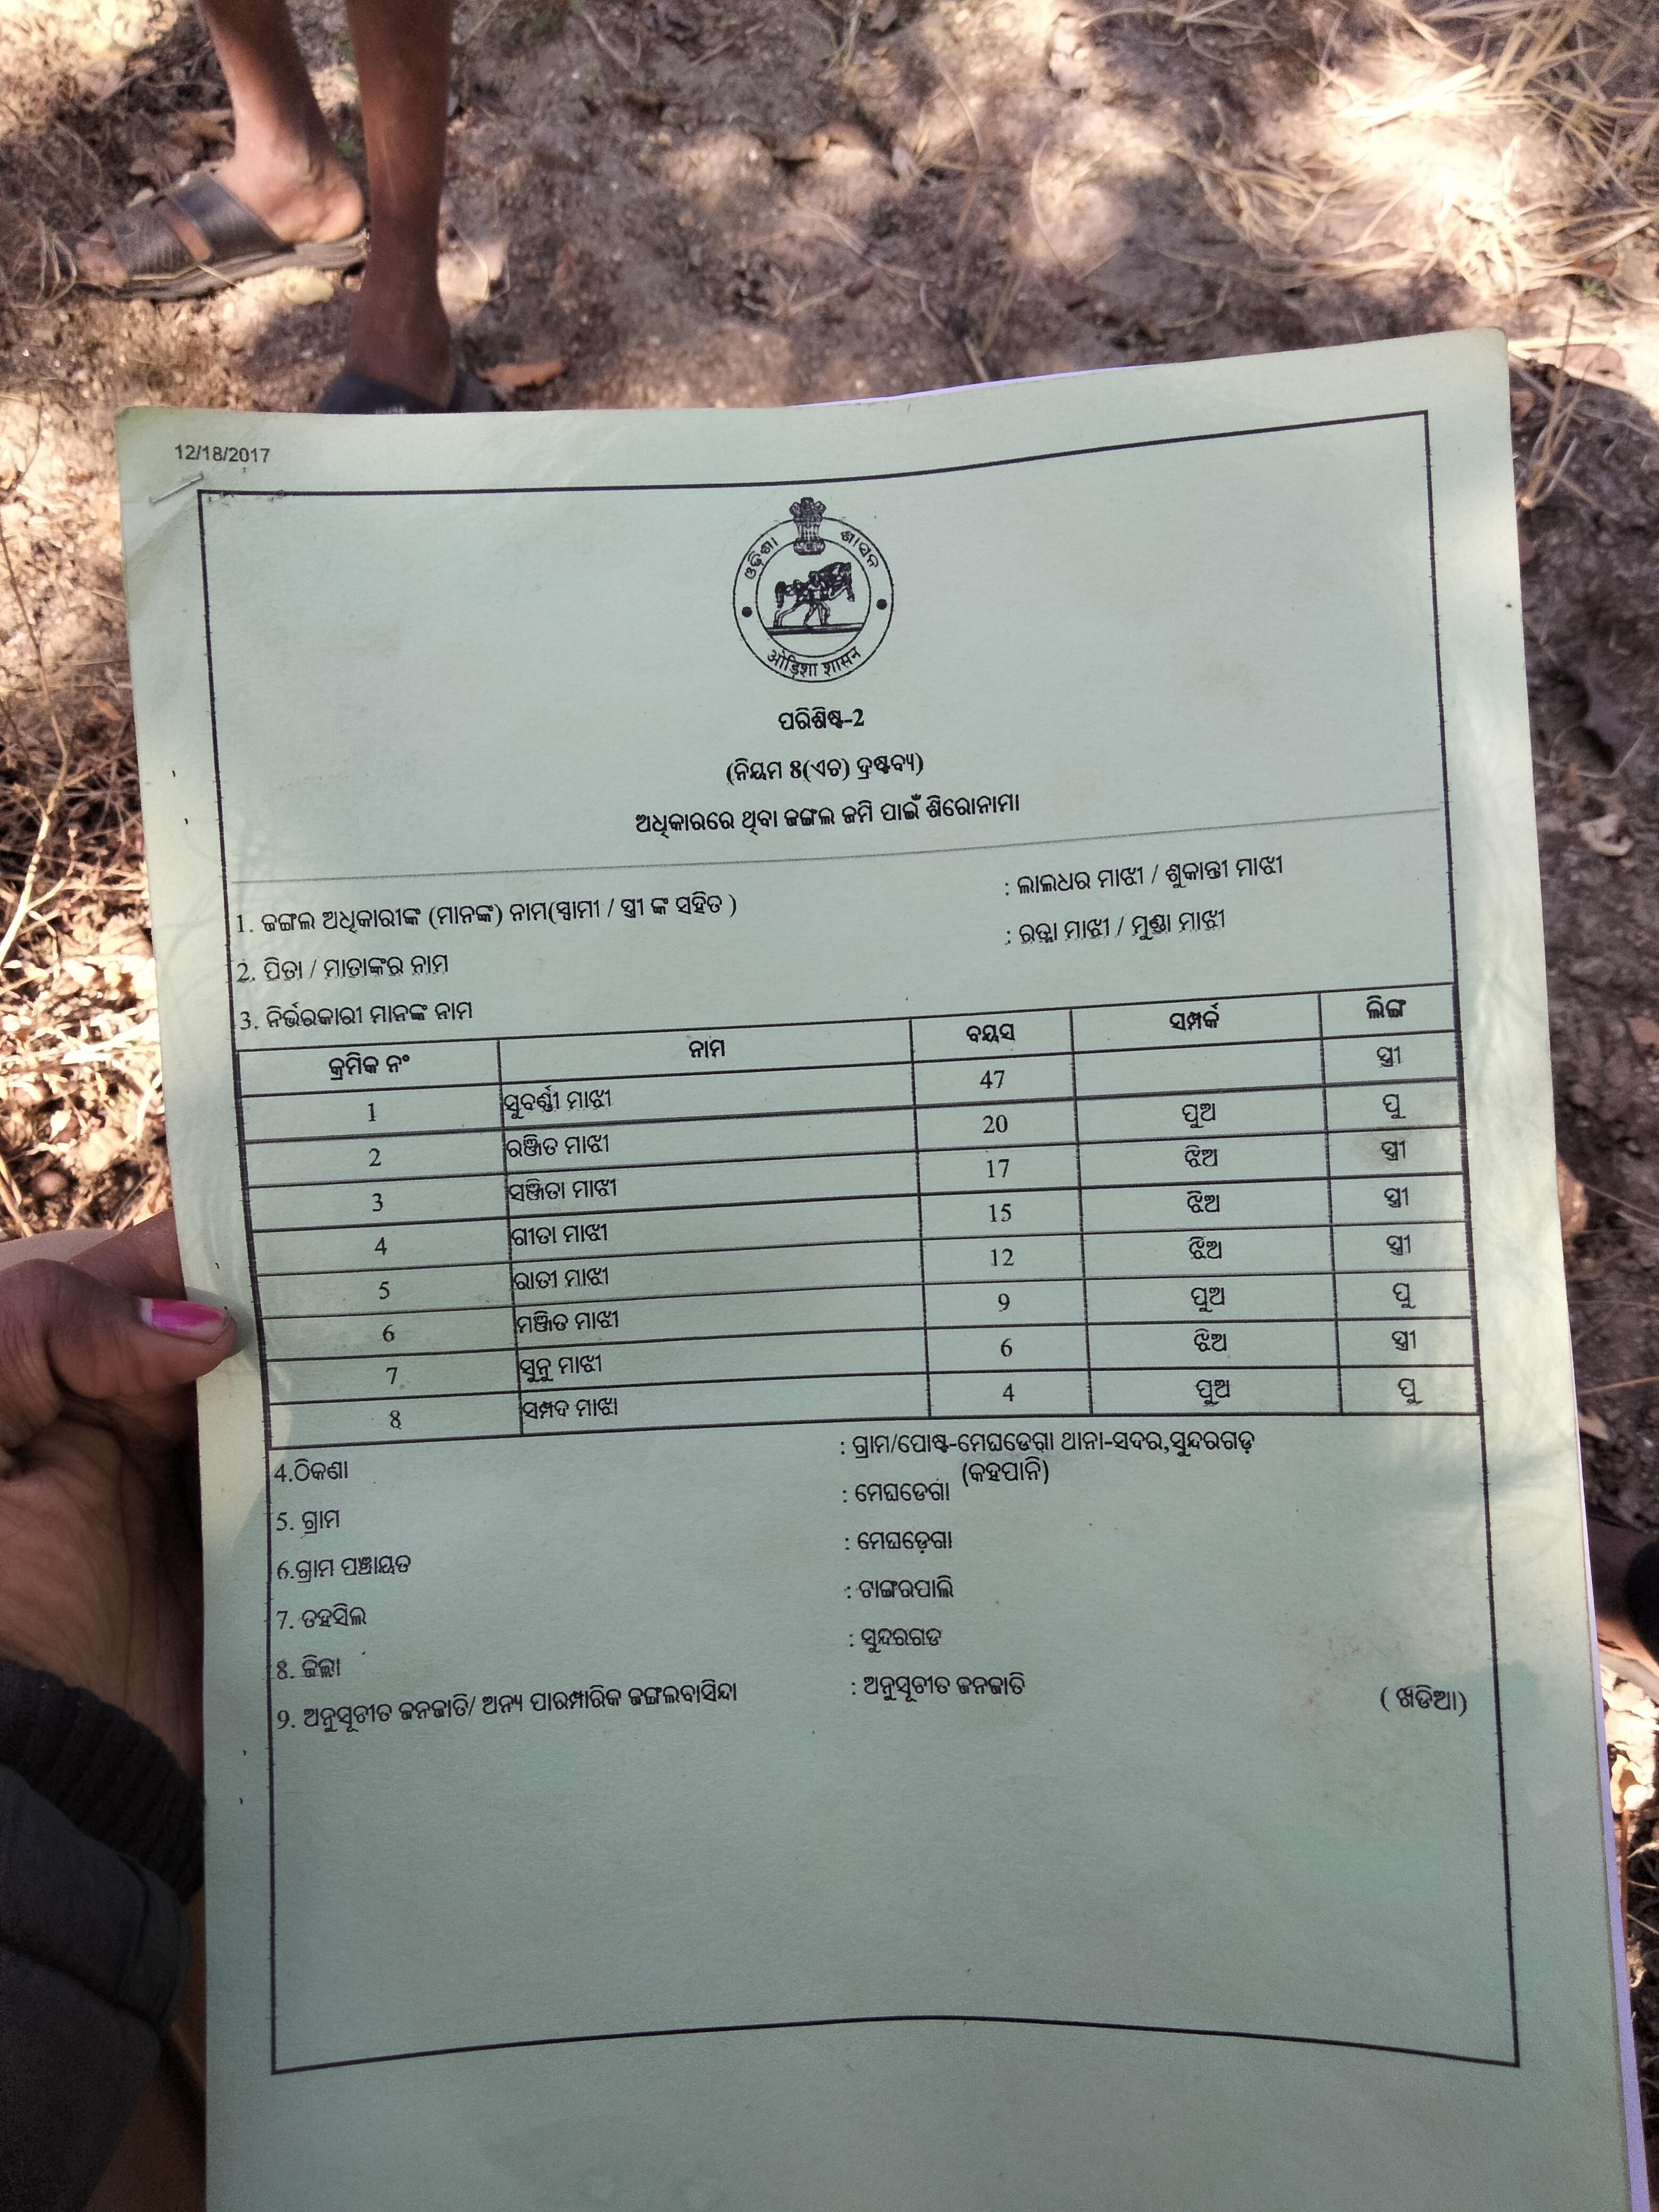 12/18/2017
ଓଡ଼ିଶା ଶାସନ
ओड़िशा शासन
ପରିଶିଷ୍ଟ-2
(ନିୟମ 8(ଏଚ) ଦ୍ରଷ୍ଟବ୍ୟ)
ଅଧିକାରରେ ଥିବା ଜଙ୍ଗଲ ଜମି ପାଇଁ ଶିରୋନାମା
1. ଜଙ୍ଗଲ ଅଧିକାରୀଙ୍କ (ମାନଙ୍କ) ନାମ(ସ୍ୱାମୀ / ସ୍ତ୍ରୀ ଙ୍କ ସହିତ ) : ଲାଲଧର ମାଝୀ / ଶୁକାନ୍ତୀ ମାଝୀ
2. ପିତା / ମାତାଙ୍କର ନାମ : ରତ୍ନା ମାଝୀ / ମୁଣ୍ଡା ମାଝୀ
3. ନିର୍ଭରକାରୀ ମାନଙ୍କ ନାମ
କ୍ରମିକ ନଂ ନାମ ବୟସ ସମ୍ପର୍କ ଲିଙ୍ଗ
1 ସୁବର୍ଣ୍ଣୀ ମାଝୀ 47 ସ୍ତ୍ରୀ
2 ରଞ୍ଜିତ ମାଝୀ 20 ପୁଅ ପୁ
3 ସଞ୍ଜିତା ମାଝୀ 17 ଝିଅ ସ୍ତ୍ରୀ
4 ଗୀତା ମାଝୀ 15 ଝିଅ ସ୍ତ୍ରୀ
5 ରାତୀ ମାଝୀ 12 ଝିଅ ସ୍ତ୍ରୀ
6 ମଞ୍ଜିତ ମାଝୀ 9 ପୁଅ ପୁ
7 ସୁନୁ ମାଝୀ 6 ଝିଅ ସ୍ତ୍ରୀ
8 ସମ୍ପଦ ମାଝୀ 4 ପୁଅ ପୁ
4.ଠିକଣା : ଗ୍ରାମ/ପୋଷ୍ଟ-ମେଘଡେଗା ଥାନା-ସଦର,ସୁନ୍ଦରଗଡ଼
(କହପାନି)
5. ଗ୍ରାମ : ମେଘଡେଗା
6.ଗ୍ରାମ ପଞ୍ଚାୟତ : ମେଘଡ଼େଗା
7. ତହସିଲ : ଟାଙ୍ଗରପାଲି
8. ଜିଲ୍ଲା : ସୁନ୍ଦରଗଡ
9. ଅନୁସୂଚୀତ ଜନଜାତି/ ଅନ୍ୟ ପାରମ୍ପାରିକ ଜଙ୍ଗଲବାସିନ୍ଦା : ଅନୁସୂଚୀତ ଜନଜାତି ( ଖଡିଆ)